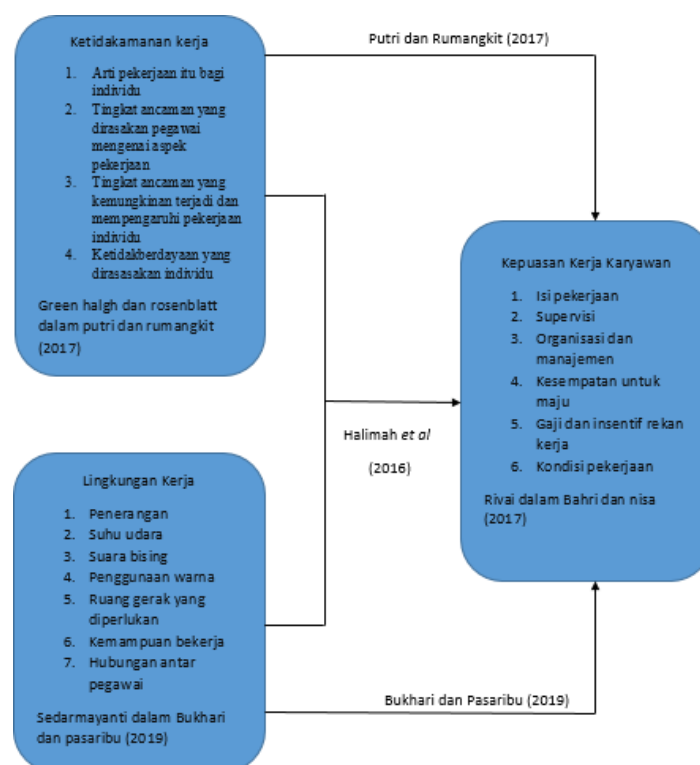 Ketidakamanan kerja
1. Arti pekerjaan itu bagi
individu
2. Tingkat ancaman yang
dirasakan pegawai
mengenai aspek
pekerjaan
3. Tingkat ancaman yang
kemungkinan terjadi dan
mempengaruhi pekerjaan
individu
4. Ketidakberdayaan yang
dirasasakan individu
Green halgh dan rosenblatt
dalam putri dan rumangkit
(2017)
Putri dan Rumangkit (2017)
Kepuasan Kerja Karyawan
1. Isi pekerjaan
2. Supervisi
3. Organisasi dan
manajemen
4. Kesempatan untuk
maju
5. Gaji dan insentif rekan
kerja
6. Kondisi pekerjaan
Rivai dalam Bahri dan nisa
(2017)
Halimah et al
(2016)
Lingkungan Kerja
1. Penerangan
2. Suhu udara
3. Suara bising
4. Penggunaan warna
5. Ruang gerak yang
diperlukan
6. Kemampuan bekerja
7. Hubungan antar
pegawai
Sedarmayanti dalam Bukhari
dan pasaribu (2019)
Bukhari dan Pasaribu (2019)